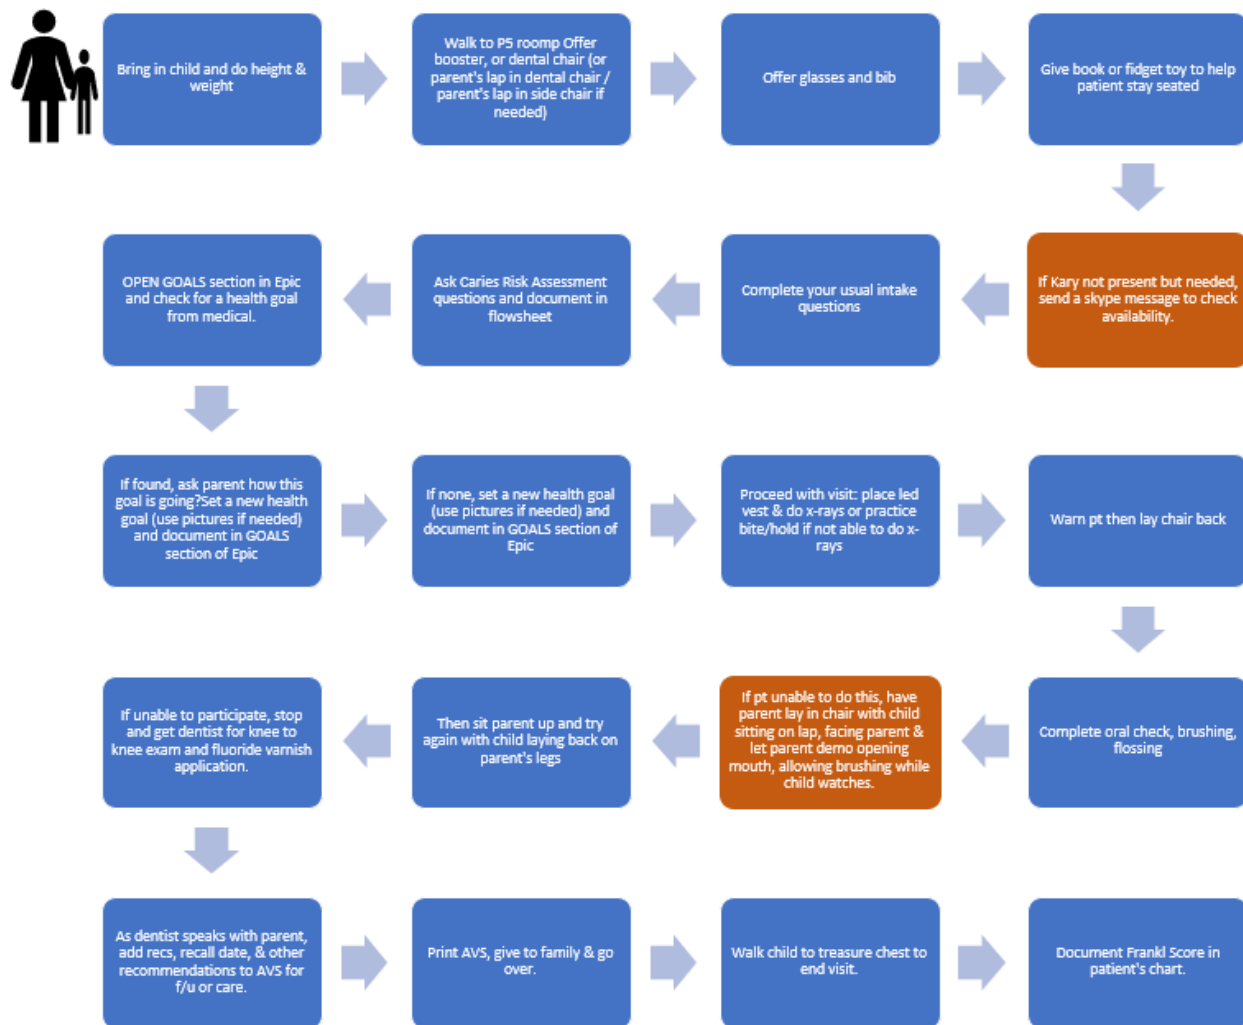 Bring in child and do height &
weight
Walk to P5 roomp Offer
booster, or dental chair (or
parent's lap in dental chair /
parent's lap in side chair if
needed)
Offer glasses and bib
Give book or fidget toy to help
patient stay seated
If Kary not present but needed,
send a skype message to check
availability.
Complete your usual intake
questions
Ask Caries Risk Assessment
questions and document in
flowsheet
OPEN GOALS section in Epic
and check for a health goal
from medical.
If found, ask parent how this
goal is going?Set a new health
goal (use pictures if needed)
and document in GOALS
section of Epic
If none, set a new health goal
(use pictures if needed) and
document in GOALS section of
Epic
Proceed with visit: place led
vest & do x-rays or practice
bite/hold if not able to do x-
rays
Warn pt then lay chair back
Complete oral check, brushing,
flossing
If pt unable to do this, have
parent lay in chair with child
sitting on lap, facing parent &
let parent demo opening
mouth, allowing brushing while
child watches.
Then sit parent up and try
again with child laying back on
parent's legs
If unable to participate, stop
and get dentist for knee to
knee exam and fluoride varnish
application.
As dentist speaks with parent,
add recs, recall date, & other
recommendations to AVS for
f/u or care.
Print AVS, give to family & go
over.
Walk child to treasure chest to
end visit.
Document Frankl Score in
patient's chart.